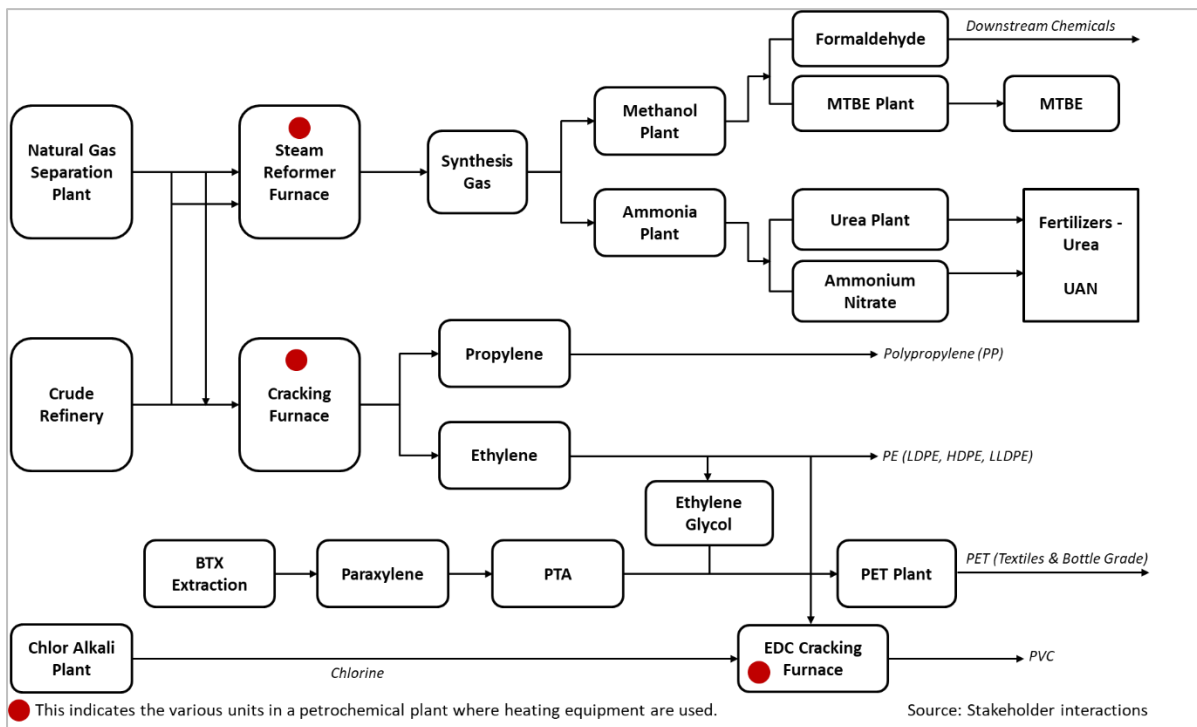 Downstream Chemicals
Formaldehyde
MTBE Plant
MTBE
Methanol
Plant
Natural Gas
Separation
Plant
Steam
Reformer
Furnace
Synthesis
Gas
Ammonia
Plant
Urea Plant
Ammonium
Nitrate
Fertilizers -
Urea
UAN
Crude
Refinery
Cracking
Furnace
Propylene
Polypropylene (PP)
Ethylene
PE (LDPE, HDPE, LLDPE)
Ethylene
Glycol
BTX
Extraction
Paraxylene
PTA
PET Plant
PET (Textiles & Bottle Grade)
Chlor Alkali
Plant
Chlorine
EDC Cracking
Furnace
PVC
This indicates the various units in a petrochemical plant where heating equipment are used.
Source: Stakeholder interactions